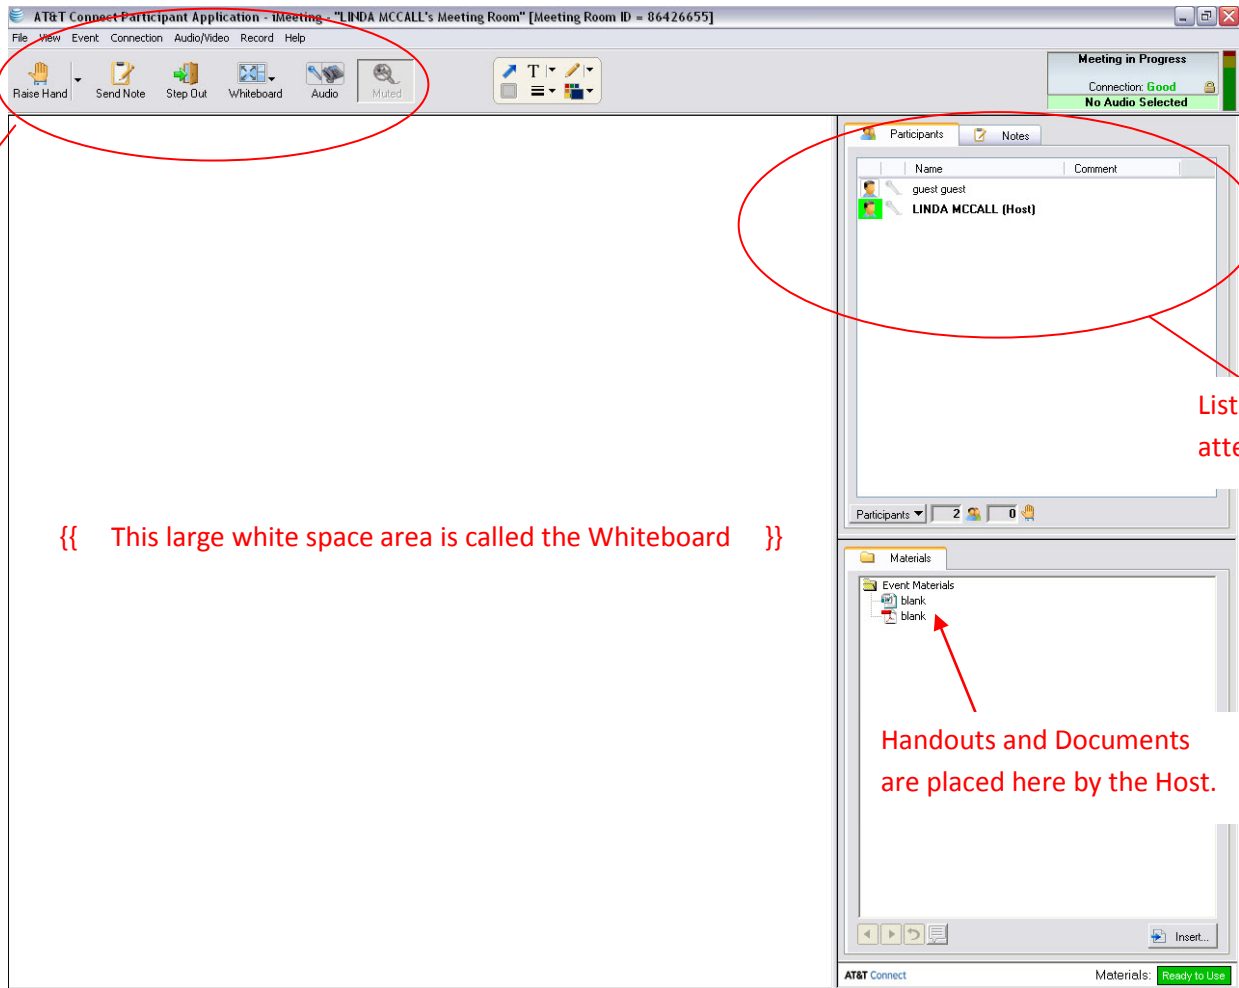 AT&T Connect Participant Application - iMeeting - "LINDA MCCALL's Meeting Room" [Meeting Room ID = 86426655]
File View Event Connection Audio/Video Record Help
Raise Hand Send Note Step Out Whiteboard Audio Muted
T
Meeting in Progress
Connection: Good
No Audio Selected
Participants Notes
Name Comment
guest guest
LINDA MCCALL (Host)
List
atte
Participants 2 0
{{ This large white space area is called the Whiteboard }}
Materials
Event Materials
blank
blank
Handouts and Documents
are placed here by the Host.
Insert...
AT&T Connect Materials: Ready to Use